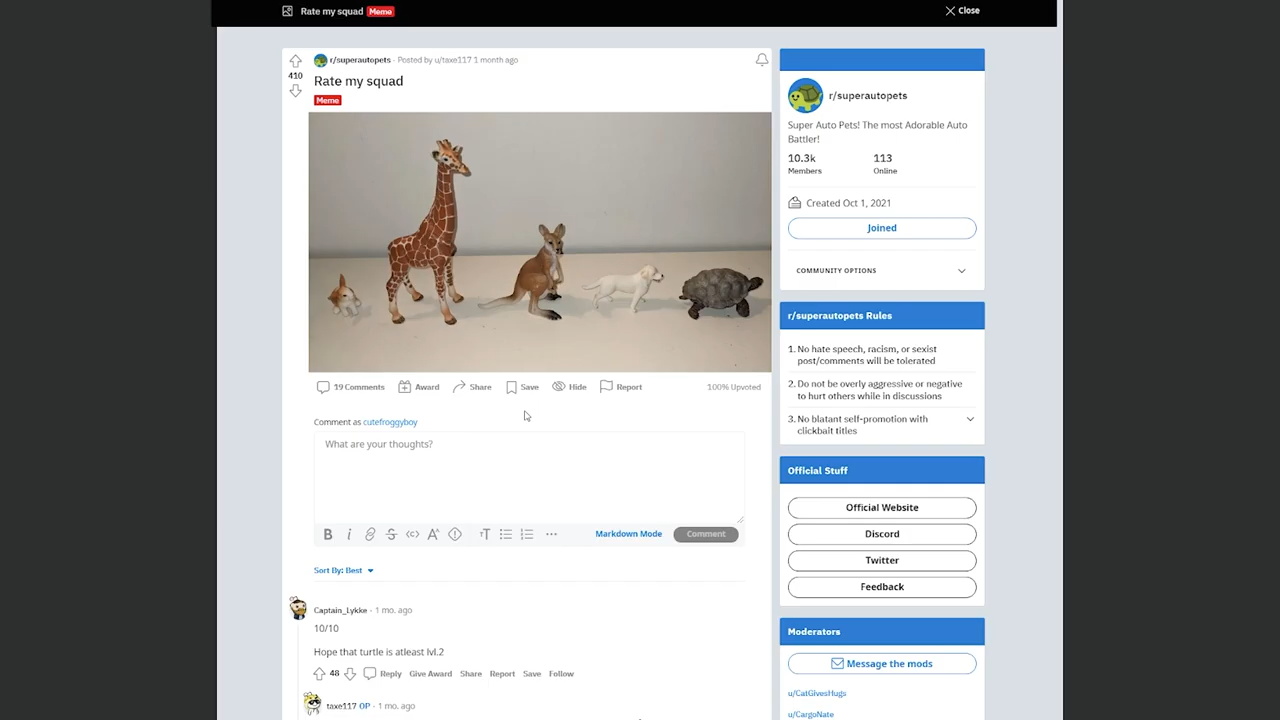 Rate my squad Meme
Close
410
r/superautopets · Posted by u/taxe117 1 month ago
Rate my squad
Meme
19 Comments Award Share Save Hide Report 100% Upvoted
Comment as cutefroggyboy
What are your thoughts?
Markdown Mode Comment
Sort By: Best
Captain_Lykke · 1 mo. ago
10/10
Hope that turtle is atleast lvl.2
48 Reply Give Award Share Report Save Follow
taxe117 OP · 1 mo. ago
r/superautopets
Super Auto Pets! The most Adorable Auto
Battler!
10.3k 113
Members Online
Created Oct 1, 2021
Joined
COMMUNITY OPTIONS
r/superautopets Rules
1. No hate speech, racism, or sexist
post/comments will be tolerated
2. Do not be overly aggressive or negative
to hurt others while in discussions
3. No blatant self-promotion with
clickbait titles
Official Stuff
Official Website
Discord
Twitter
Feedback
Moderators
Message the mods
u/CatGivesHugs
u/CargoNate